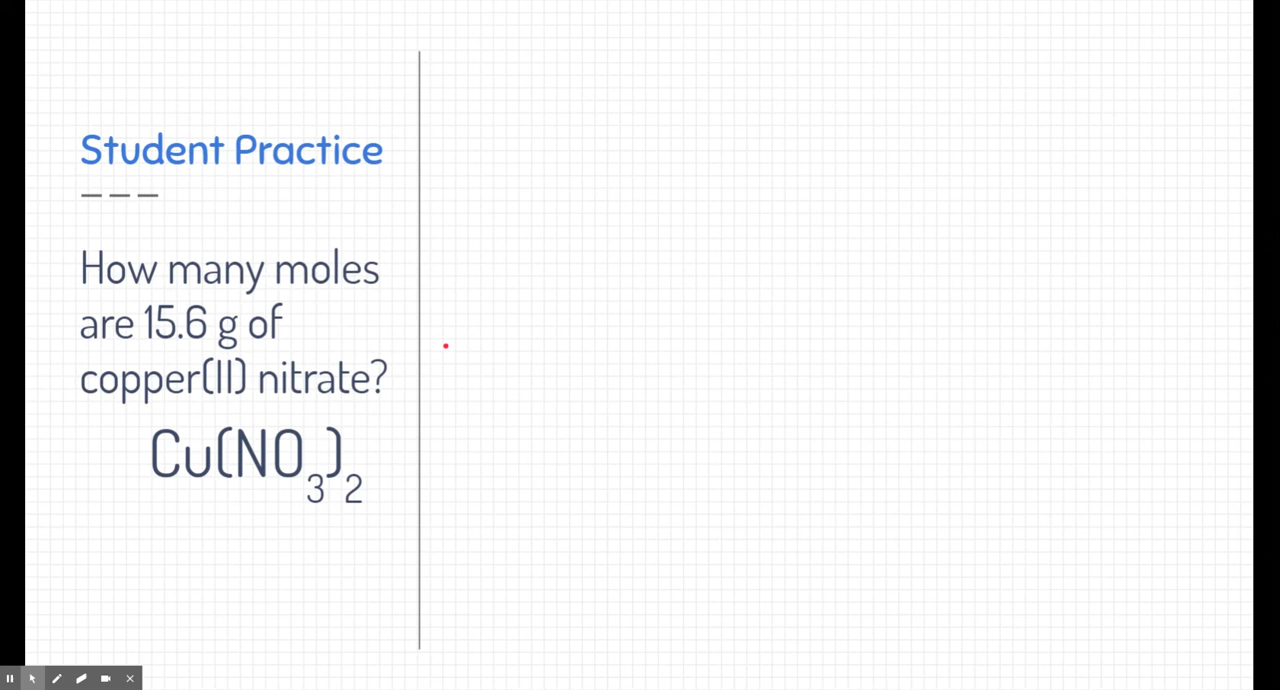 Student Practice
How many moles
are 15.6 g of
copper(II) nitrate?
Cu(NO₃)₂